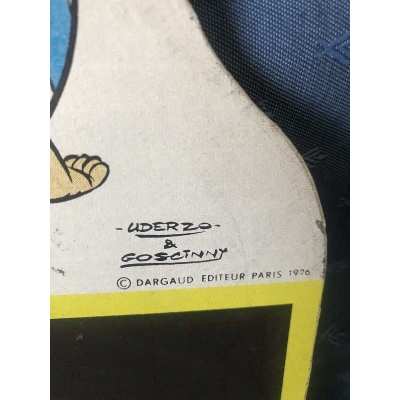 - UDERZO -
&
GOSCINNY
© DARGAUD EDITEUR PARIS 1976